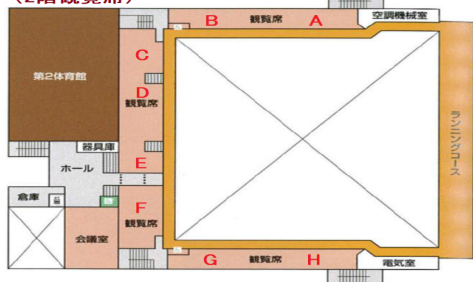 (2階観覧席)
B 観覧席 A
空調機械室
C
第2体育館
D
観覧席
ランニングコース
器具庫
E
ホール
倉庫
F
観覧席
会議室
G 観覧席 H
電気室